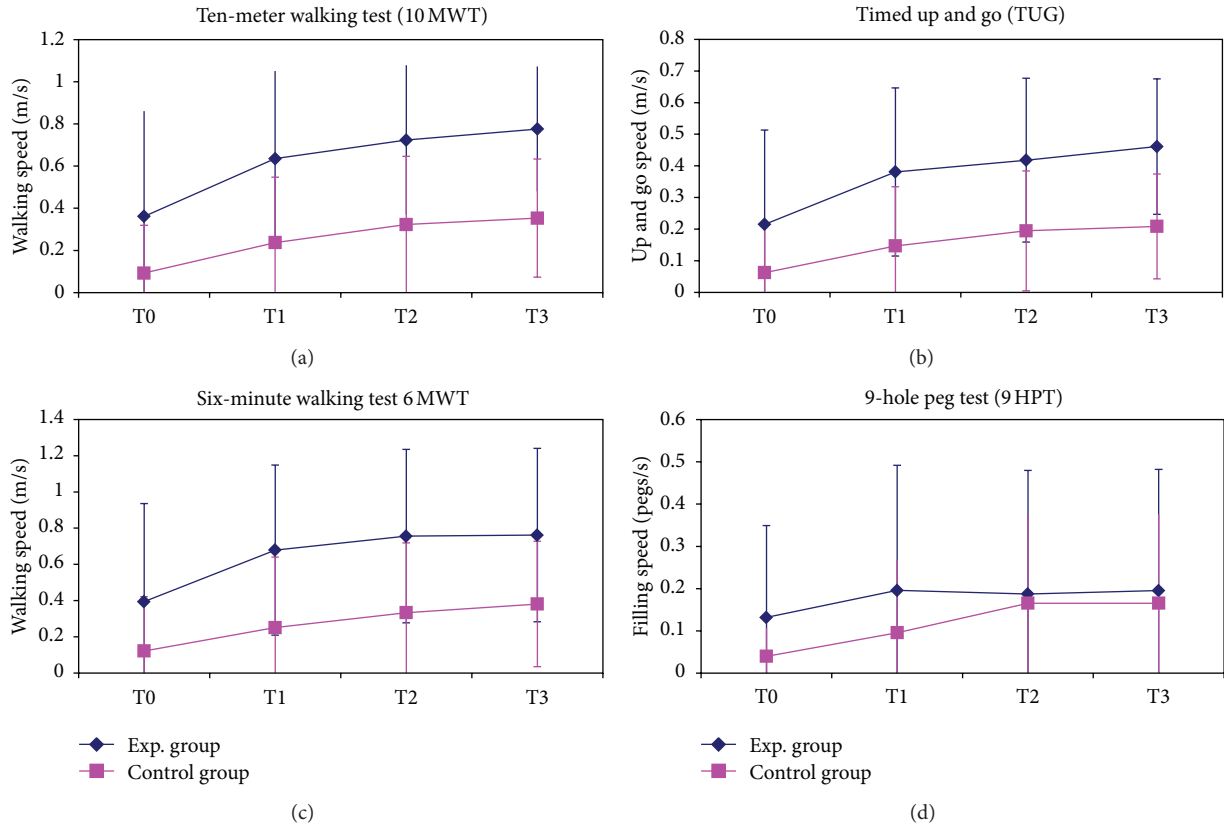 Ten-meter walking test (10 MWT)
Walking speed (m/s)
1.2
1
0.8
0.6
0.4
0.2
0
T0 T1 T2 T3
(a)
Timed up and go (TUG)
Up and go speed (m/s)
0.8
0.7
0.6
0.5
0.4
0.3
0.2
0.1
0
T0 T1 T2 T3
(b)
Six-minute walking test 6 MWT
Walking speed (m/s)
1.4
1.2
1
0.8
0.6
0.4
0.2
0
T0 T1 T2 T3
Exp. group
Control group
(c)
9-hole peg test (9 HPT)
Filling speed (pegs/s)
0.6
0.5
0.4
0.3
0.2
0.1
0
T0 T1 T2 T3
Exp. group
Control group
(d)